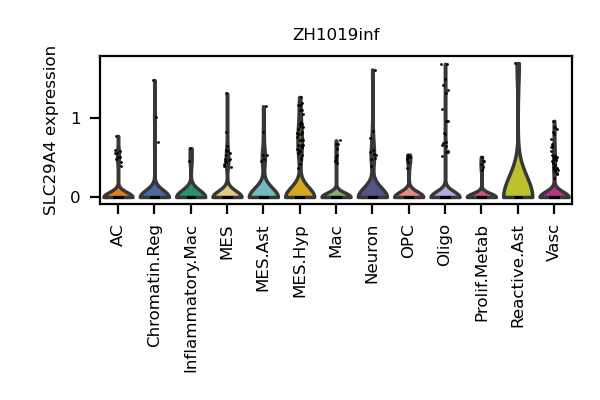 ZH1019inf
SLC29A4 expression
1
0
AC
Chromatin.Reg
Inflammatory.Mac
MES
MES.Ast
MES.Hyp
Mac
Neuron
OPC
Oligo
Prolif.Metab
Reactive.Ast
Vasc